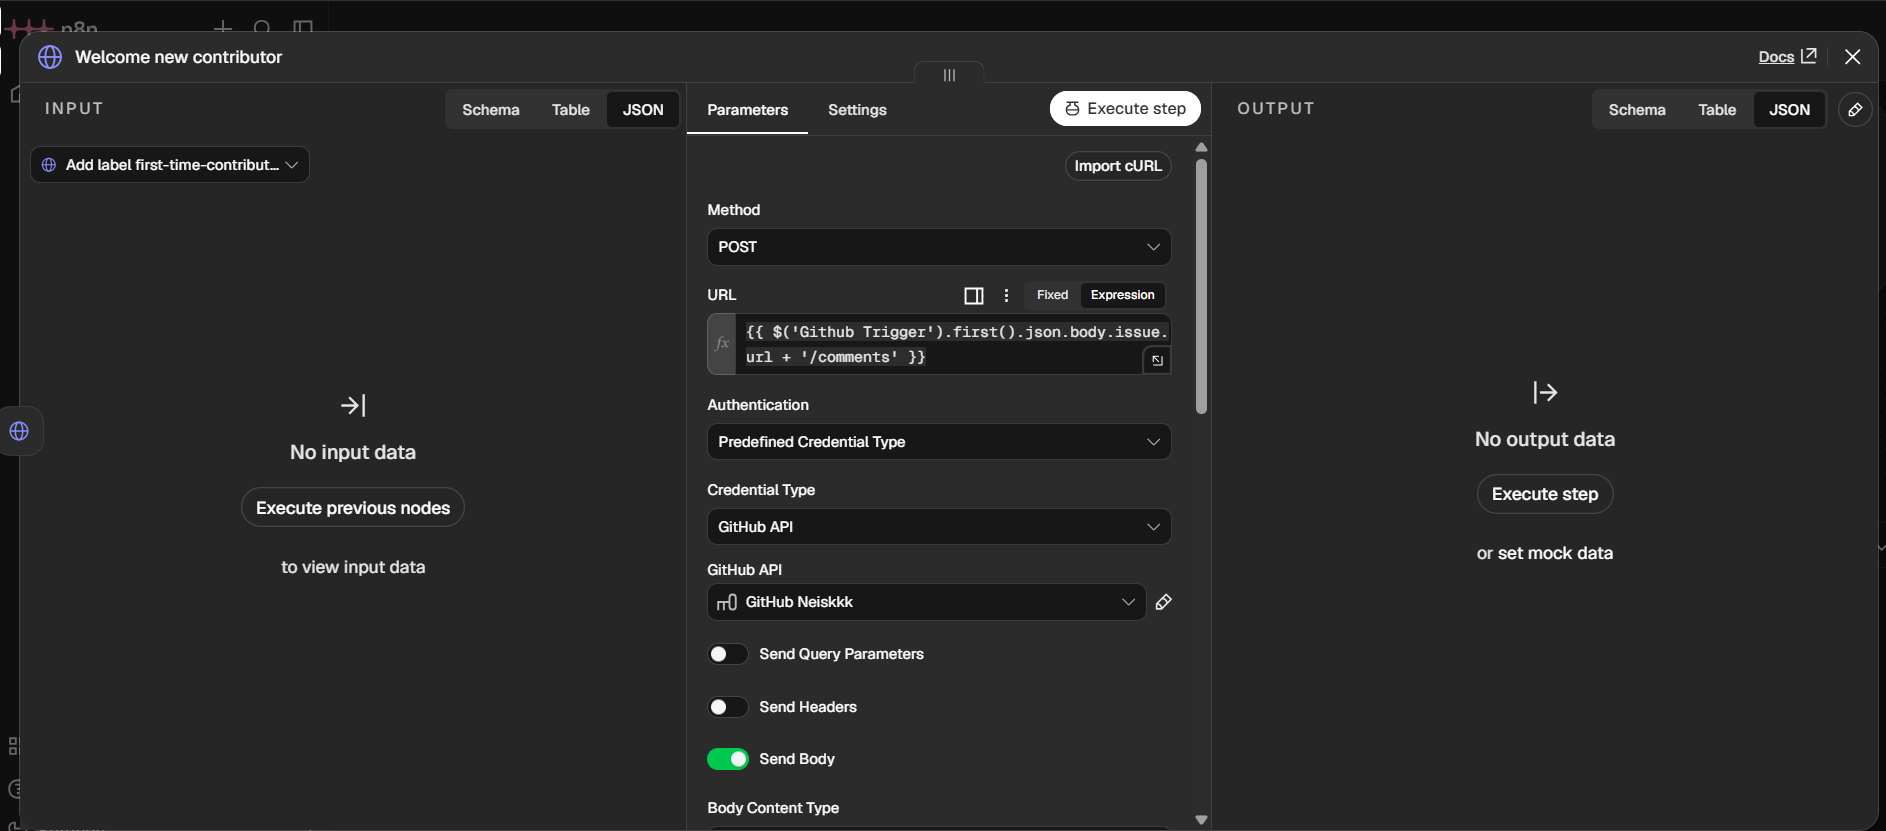 n8n
Welcome new contributor
Docs
INPUT
Schema
Table
JSON
Add label first-time-contribut...
No input data
Execute previous nodes
to view input data
Parameters
Settings
Execute step
Import cURL
Method
POST
URL
Fixed
Expression
fx
{{ $('Github Trigger').first().json.body.issue.
url + '/comments' }}
Authentication
Predefined Credential Type
Credential Type
GitHub API
GitHub API
GitHub Neiskkk
Send Query Parameters
Send Headers
Send Body
Body Content Type
OUTPUT
Schema
Table
JSON
No output data
Execute step
or set mock data